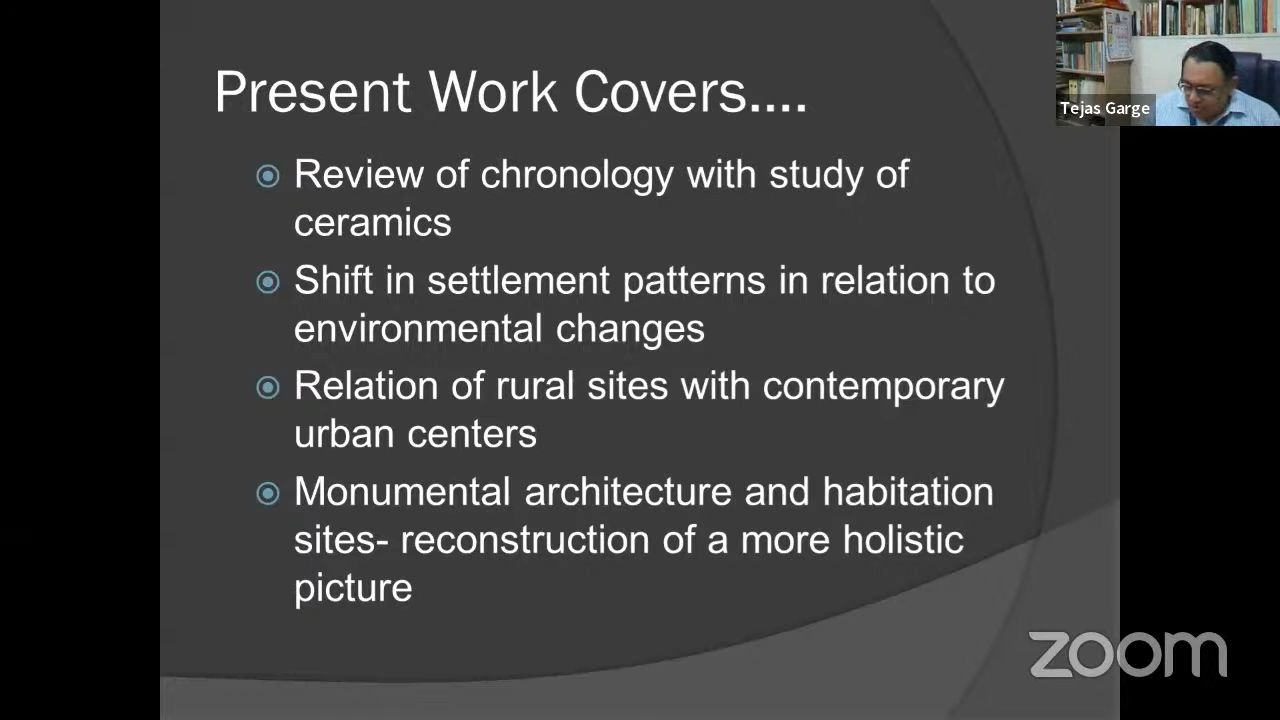 Present Work Covers....
Review of chronology with study of
ceramics
Shift in settlement patterns in relation to
environmental changes
Relation of rural sites with contemporary
urban centers
Monumental architecture and habitation
sites- reconstruction of a more holistic
picture
Tejas Garge
zoom